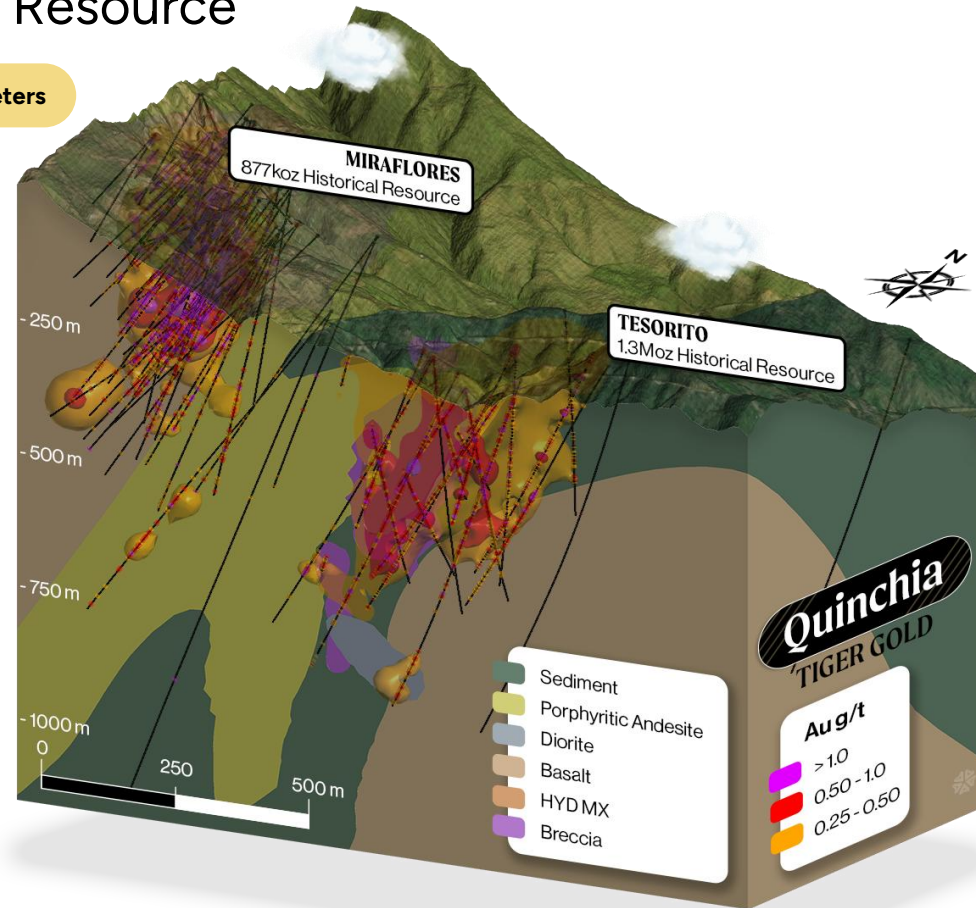 Resource
eters
MIRAFLORES
877koz Historical Resource
N
TESORITO
1.3Moz Historical Resource
- 250 m
- 500 m
- 750 m
- 1000 m
0
250
500 m
Quinchia
TIGER GOLD
Sediment
Porphyritic Andesite
Diorite
Basalt
HYD MX
Breccia
Au g/t
>1.0
0.50 - 1.0
0.25 - 0.50